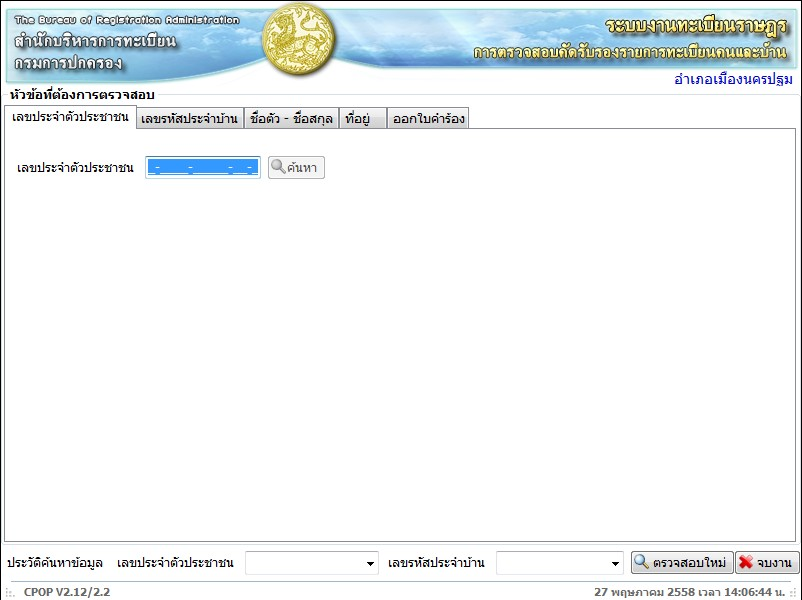 The Bureau of Registration Administration
สำนักบริหารการทะเบียน
กรมการปกครอง
ระบบงานทะเบียนราษฎร
การตรวจสอบคัดรับรองรายการทะเบียนคนและบ้าน
อำเภอเมืองนครปฐม
หัวข้อที่ต้องการตรวจสอบ
เลขประจำตัวประชาชน เลขรหัสประจำบ้าน ชื่อตัว - ชื่อสกุล ที่อยู่ ออกใบคำร้อง
เลขประจำตัวประชาชน _-____-_____-__-_ ค้นหา
ประวัติค้นหาข้อมูล เลขประจำตัวประชาชน เลขรหัสประจำบ้าน ตรวจสอบใหม่ จบงาน
CPOP V2.12/2.2 27 พฤษภาคม 2558 เวลา 14:06:44 น.